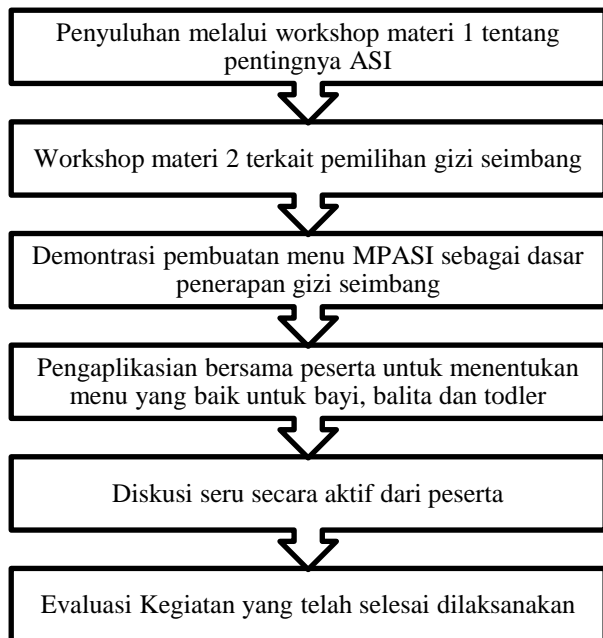 Penyuluhan melalui workshop materi 1 tentang
pentingnya ASI
Workshop materi 2 terkait pemilihan gizi seimbang
Demontrasi pembuatan menu MPASI sebagai dasar
penerapan gizi seimbang
Pengaplikasian bersama peserta untuk menentukan
menu yang baik untuk bayi, balita dan todler
Diskusi seru secara aktif dari peserta
Evaluasi Kegiatan yang telah selesai dilaksanakan